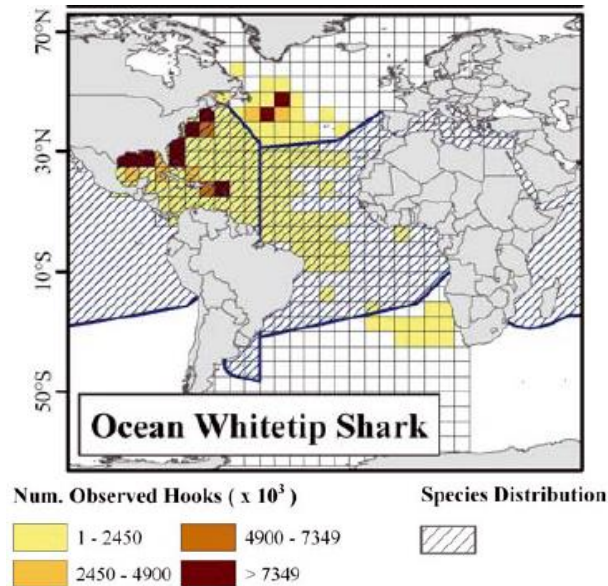 70°N
30°N
10°S
50°S
Ocean Whitetip Shark
Num. Observed Hooks ( x 10³ )
Species Distribution
1 - 2450
4900 - 7349
2450 - 4900
> 7349